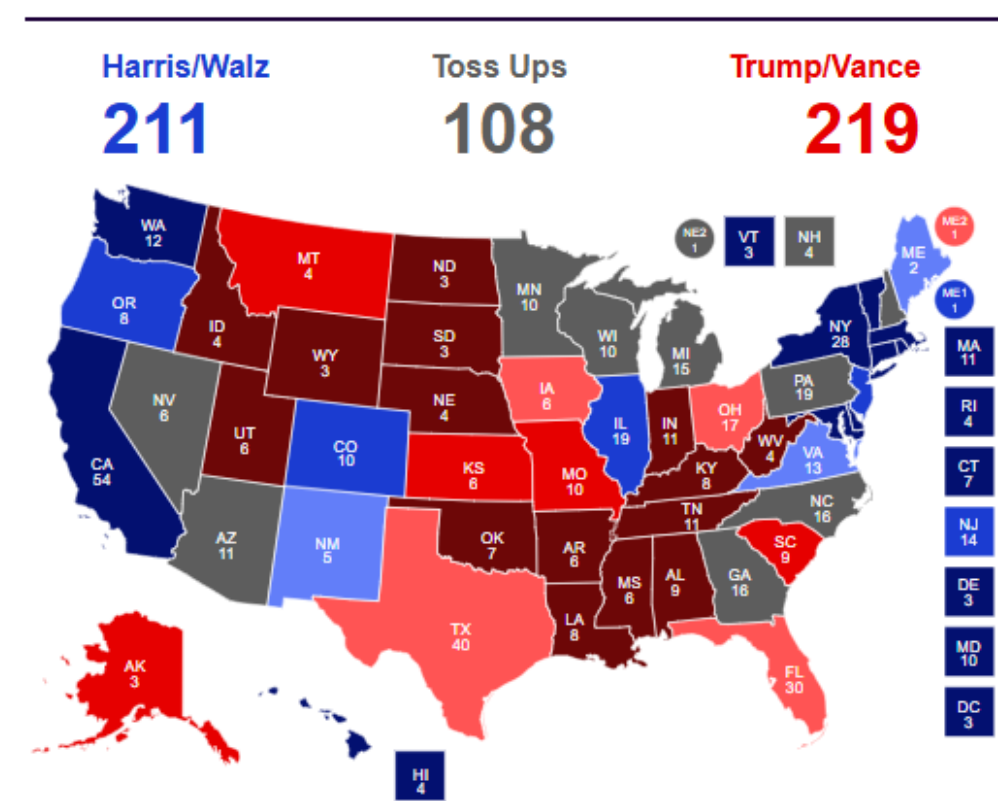 Harris/Walz
Toss Ups
Trump/Vance
211
108
219
WA
12
OR
8
CA
54
NV
6
ID
4
MT
4
WY
3
UT
6
CO
10
AZ
11
NM
5
ND
3
SD
3
NE
4
KS
6
OK
7
TX
40
MN
10
IA
6
MO
10
AR
6
LA
8
WI
10
IL
19
MI
15
IN
11
OH
17
KY
8
TN
11
MS
6
AL
9
GA
16
FL
30
SC
9
NC
16
VA
13
WV
4
PA
19
NY
28
ME
2
NE2
1
VT
3
NH
4
ME2
1
ME1
1
MA
11
RI
4
CT
7
NJ
14
DE
3
MD
10
DC
3
AK
3
HI
4